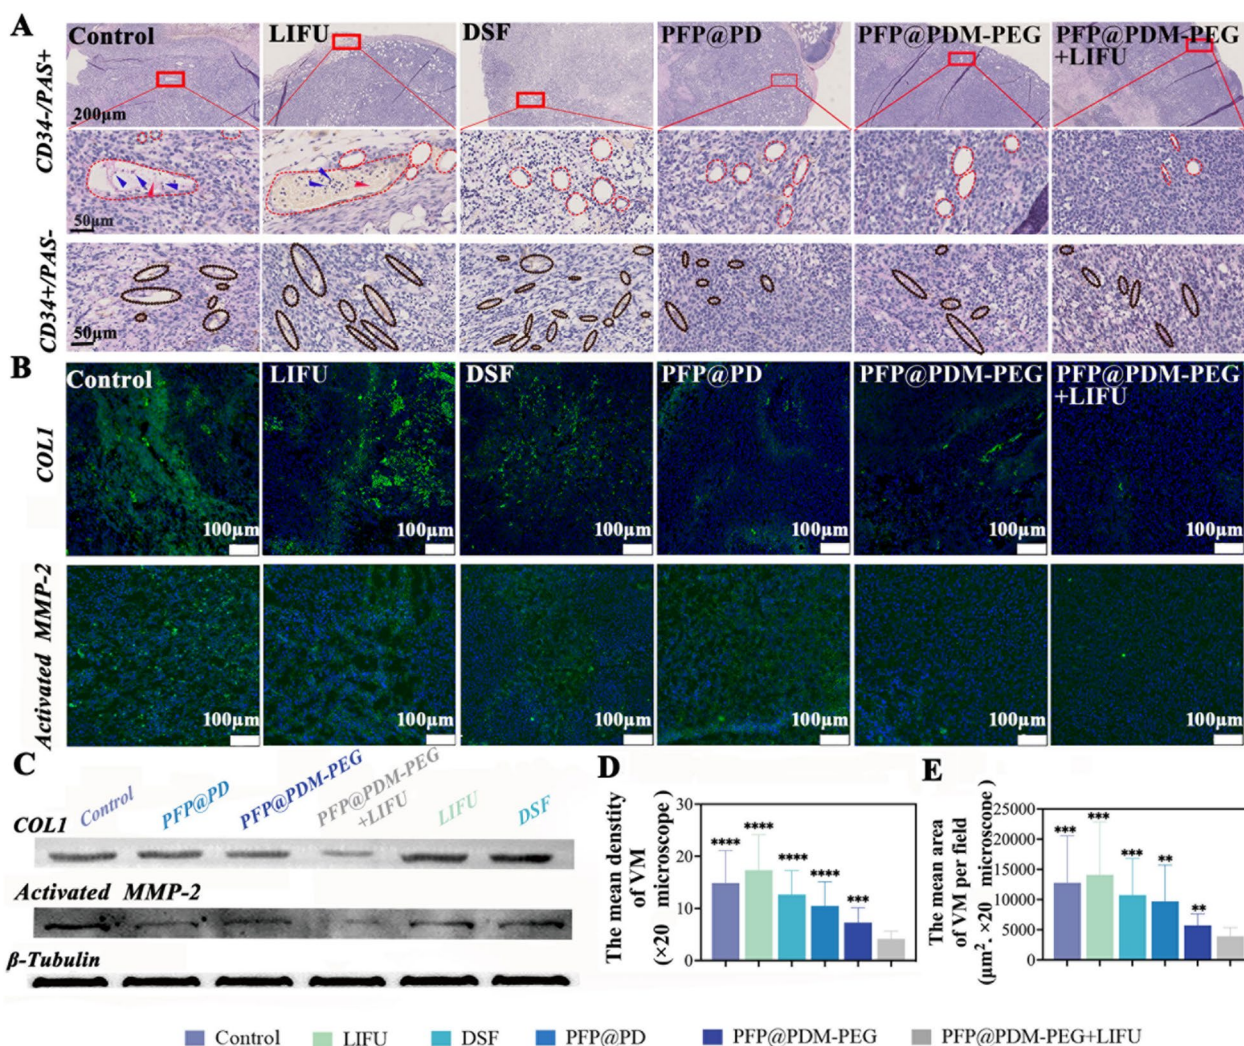 A
Control
LIFU
DSF
PFP@PD
PFP@PDM-PEG
PFP@PDM-PEG
+LIFU
CD34-/PAS+
200μm
50μm
CD34+/PAS-
50μm
B
Control
LIFU
DSF
PFP@PD
PFP@PDM-PEG
PFP@PDM-PEG
+LIFU
COL1
100μm
100μm
100μm
100μm
100μm
100μm
Activated MMP-2
100μm
100μm
100μm
100μm
100μm
100μm
C
Control
PFP@PD
PFP@PDM-PEG
PFP@PDM-PEG
+LIFU
LIFU
DSF
COL1
Activated MMP-2
β-Tubulin
D
The mean denstity
of VM
(×20 microscope )
30
20
10
0
****
****
****
****
***
E
The mean area
of VM per field
(μm². ×20 microscope )
25000
20000
15000
10000
5000
0
***
***
***
**
**
Control
LIFU
DSF
PFP@PD
PFP@PDM-PEG
PFP@PDM-PEG+LIFU